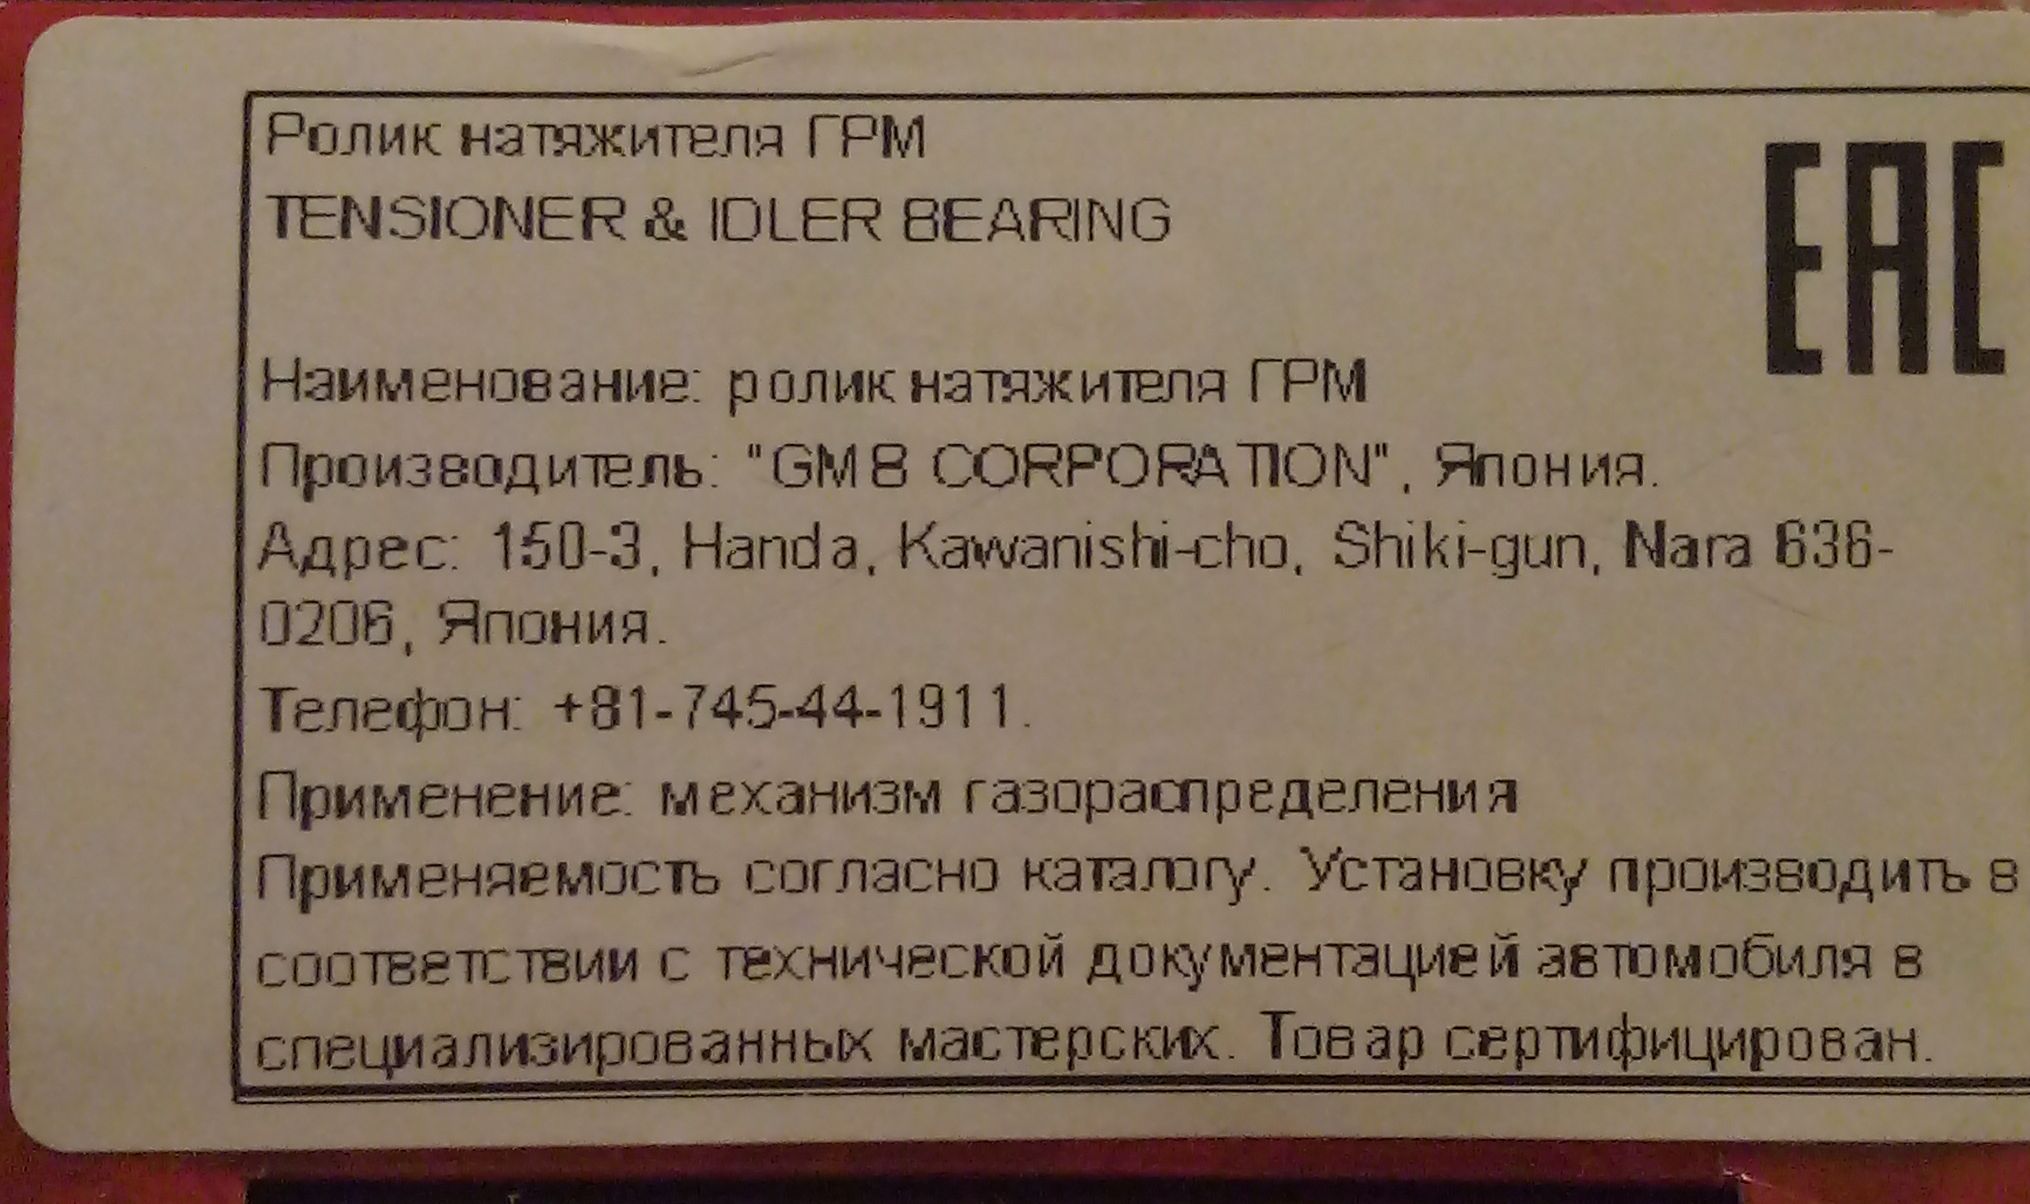 Ролик натяжителя ГРМ
TENSIONER & IDLER BEARING
EAC
Наименование: ролик натяжителя ГРМ
Производитель: "GMB CORPORATION", Япония.
Адрес: 150-3, Handa, Kawanishi-cho, Shiki-gun, Nara 636-
0206, Япония.
Телефон: +81-745-44-1911.
Применение: механизм газораспределения
Применяемость согласно каталогу. Установку производить в
соответствии с технической документацией автомобиля в
специализированных мастерских. Товар сертифицирован.